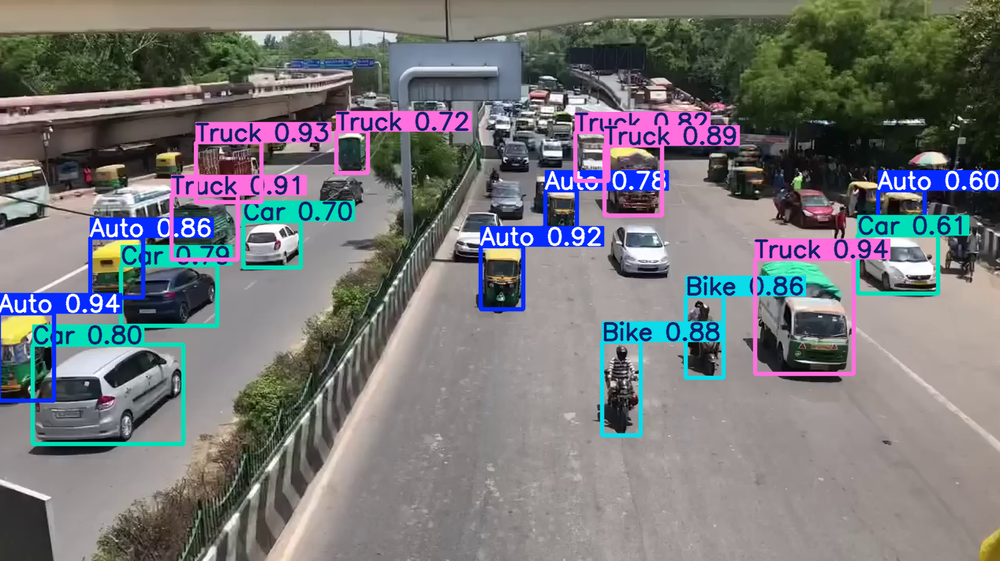 Truck 0.93
Truck 0.72
Truck 0.82
Truck 0.89
Truck 0.91
Auto 0.78
Auto 0.60
Car 0.70
Auto 0.86
Car 0.79
Auto 0.92
Car 0.61
Truck 0.94
Auto 0.94
Bike 0.86
Car 0.80
Bike 0.88